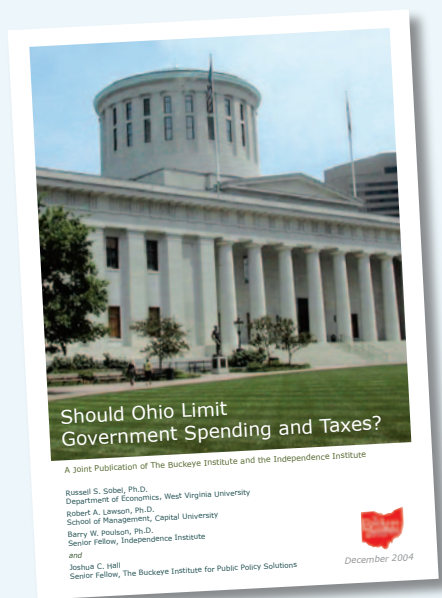 Should Ohio Limit
Government Spending and Taxes?
A Joint Publication of The Buckeye Institute and the Independence Institute
Russell S. Sobel, Ph.D.
Department of Economics, West Virginia University
Robert A. Lawson, Ph.D.
School of Management, Capital University
Barry W. Poulson, Ph.D.
Senior Fellow, Independence Institute
and
Joshua C. Hall
Senior Fellow, The Buckeye Institute for Public Policy Solutions
December 2004